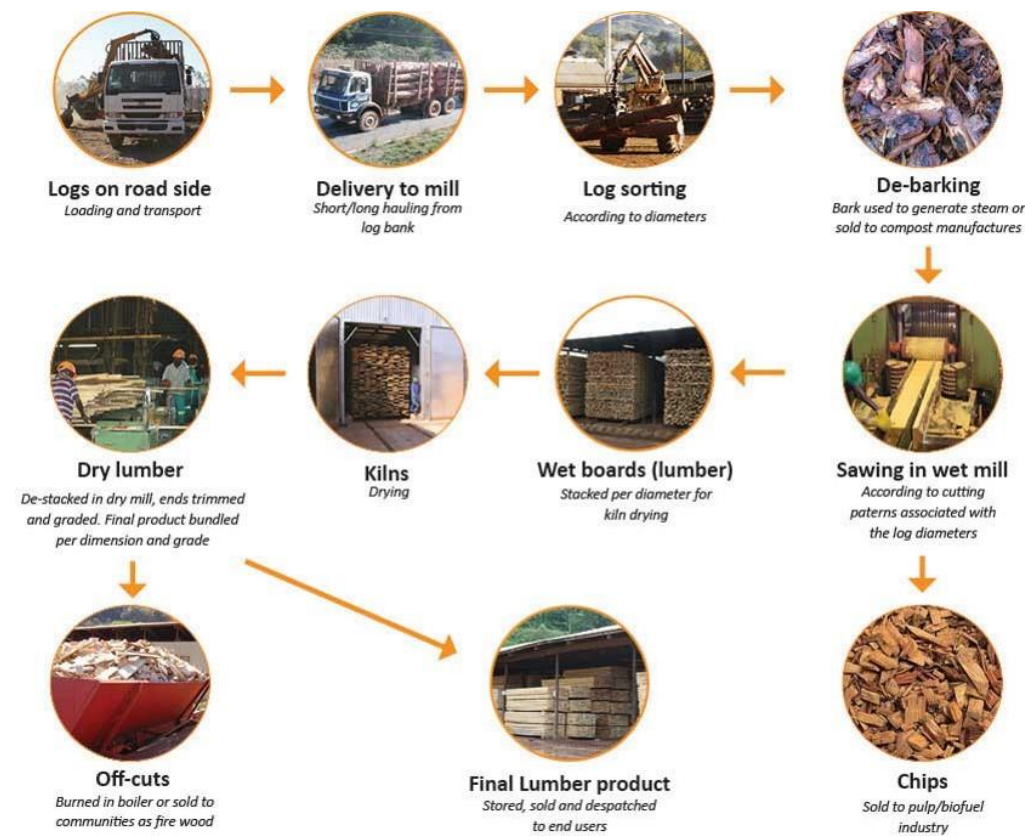 Logs on road side
Loading and transport
Delivery to mill
Short/long hauling from
log bank
Log sorting
According to diameters
De-barking
Bark used to generate steam or
sold to compost manufactures
Dry lumber
De-stacked in dry mill, ends trimmed
and graded. Final product bundled
per dimension and grade
Kilns
Drying
Wet boards (lumber)
Stacked per diameter for
kiln drying
Sawing in wet mill
According to cutting
paterns associated with
the log diameters
Off-cuts
Burned in boiler or sold to
communities as fire wood
Final Lumber product
Stored, sold and despatched
to end users
Chips
Sold to pulp/biofuel
industry